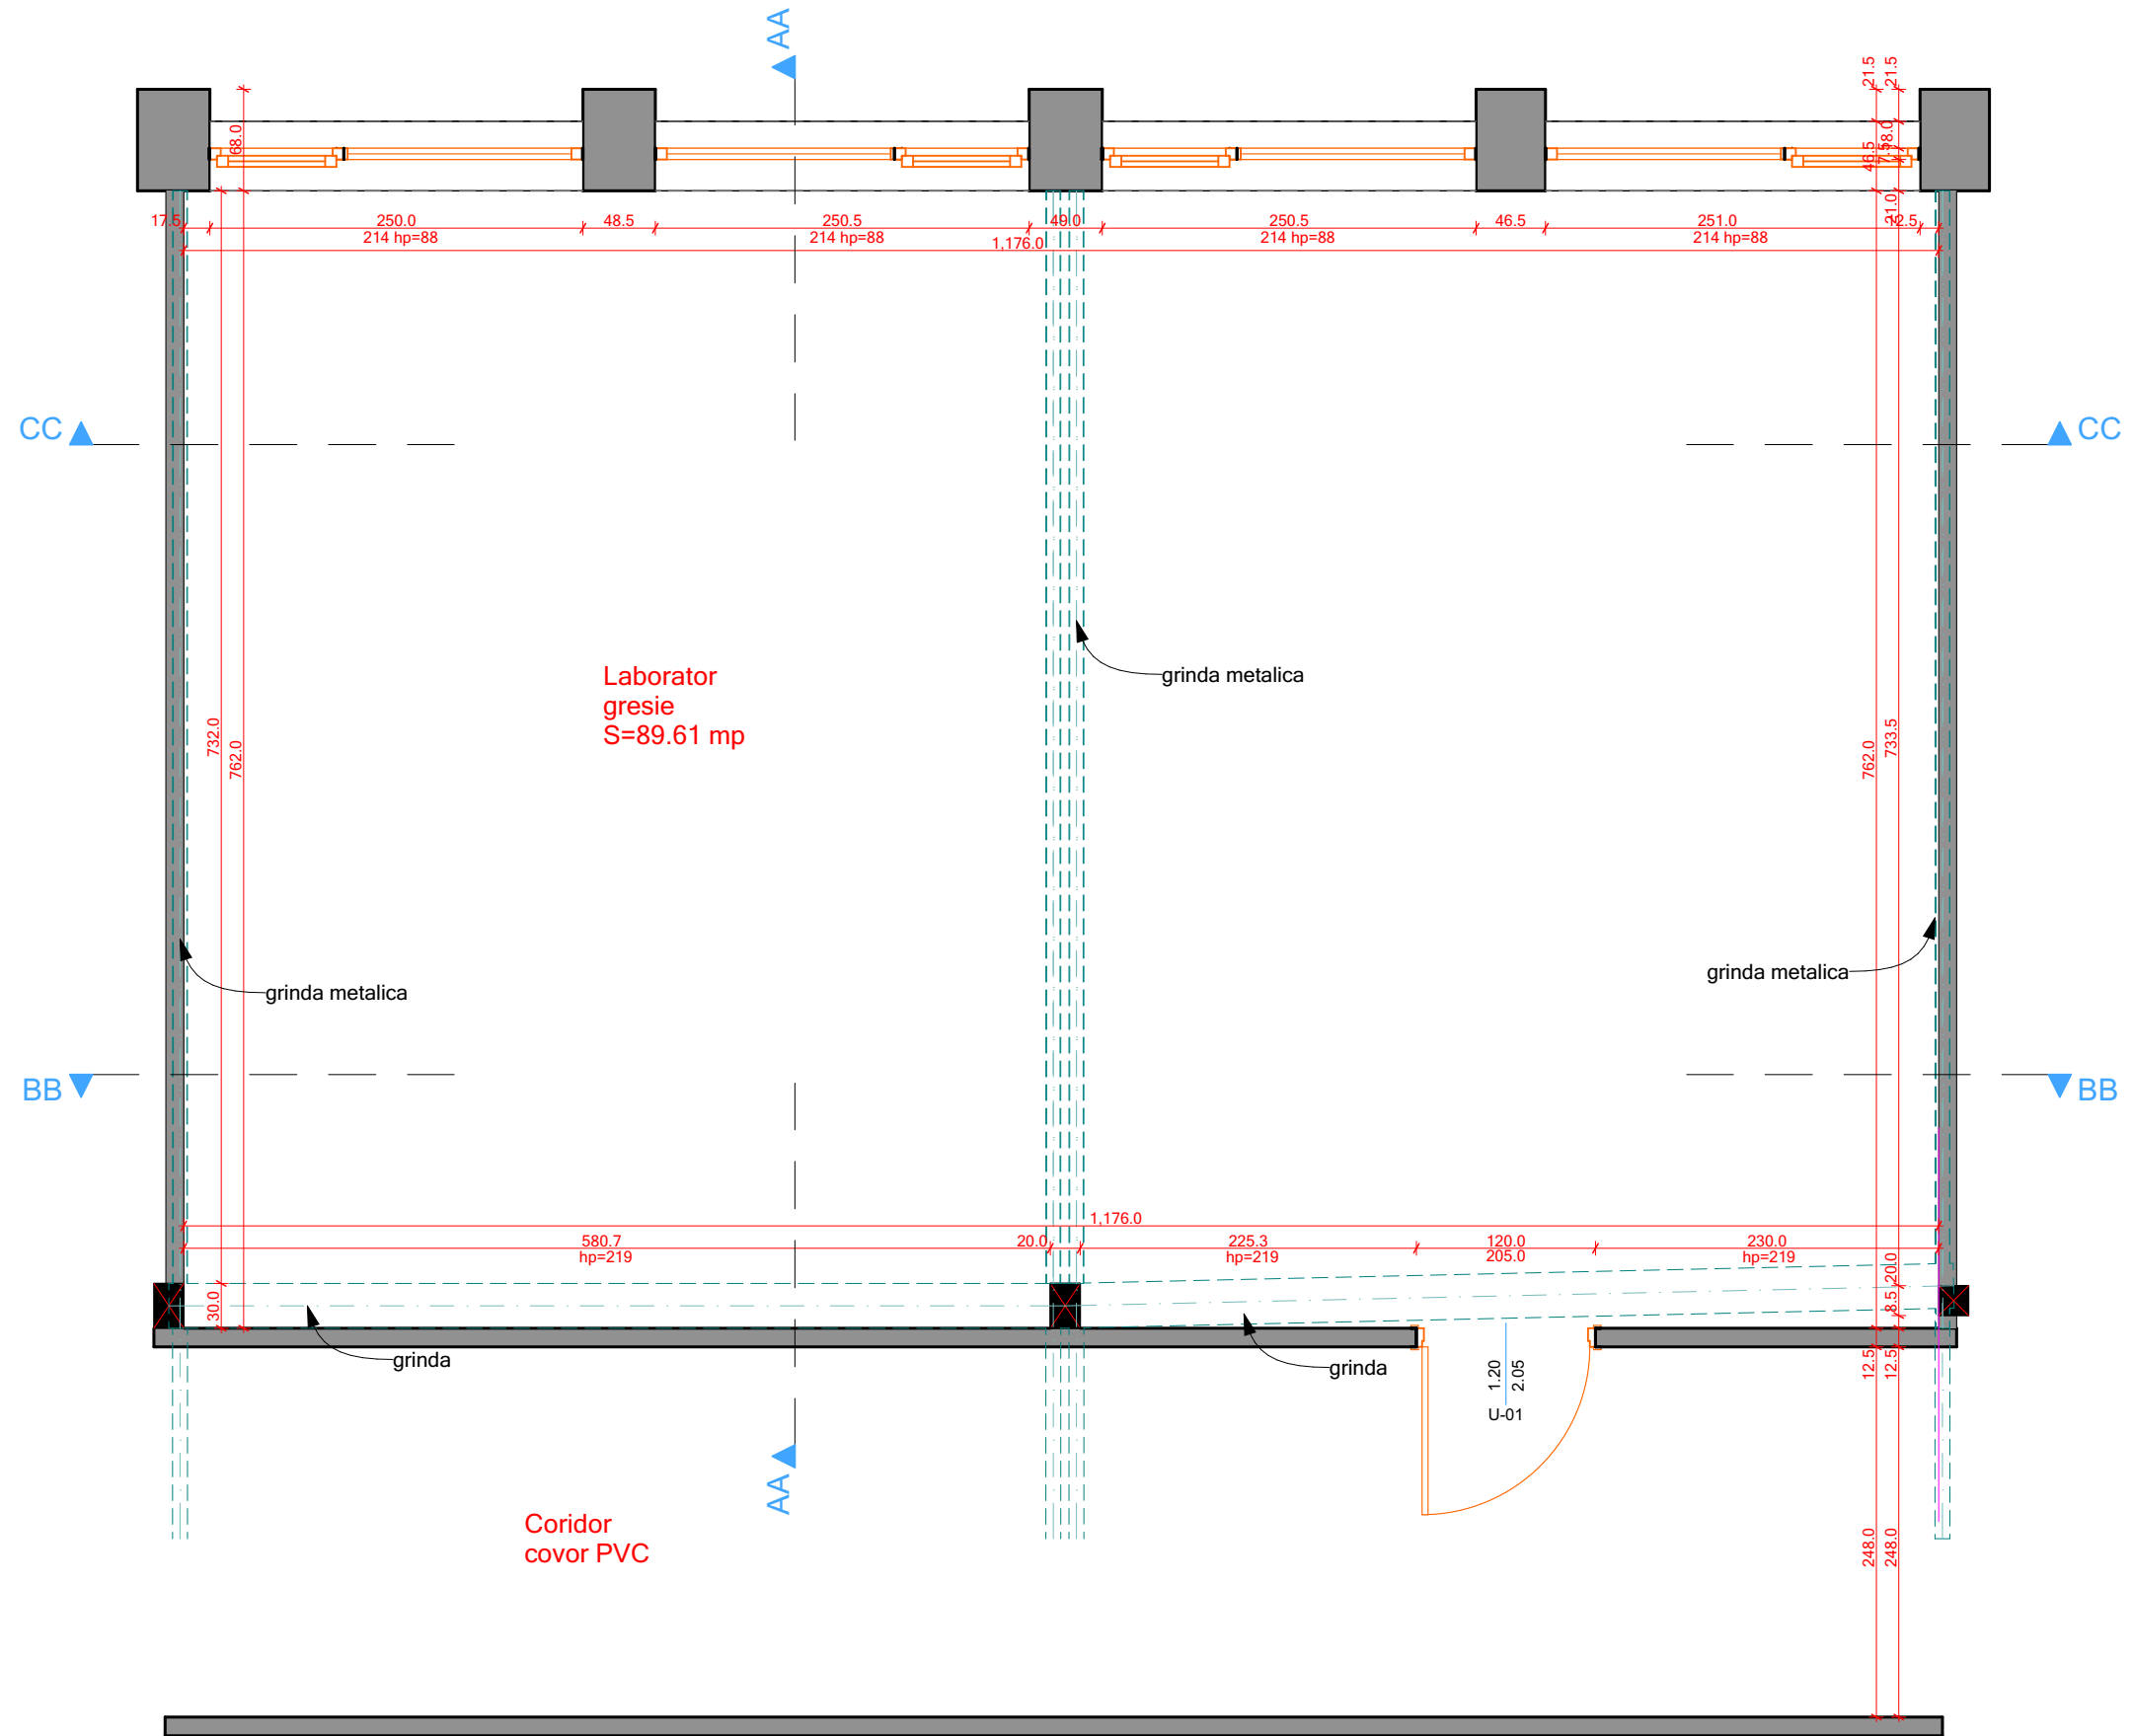 AA
21.5
21.5
68.0
58.0
46.5
7.5
21.0
17.5
250.0
48.5
250.5
49.0
250.5
46.5
251.0
12.5
214 hp=88
214 hp=88
214 hp=88
214 hp=88
1,176.0
CC
CC
Laborator
gresie
S=89.61 mp
grinda metalica
732.0
762.0
762.0
733.5
grinda metalica
grinda metalica
BB
BB
1,176.0
580.7
20.0
225.3
120.0
230.0
hp=219
hp=219
205.0
hp=219
20.0
30.0
8.5
grinda
grinda
12.5
12.5
1.20
2.05
U-01
AA
Coridor
covor PVC
248.0
248.0